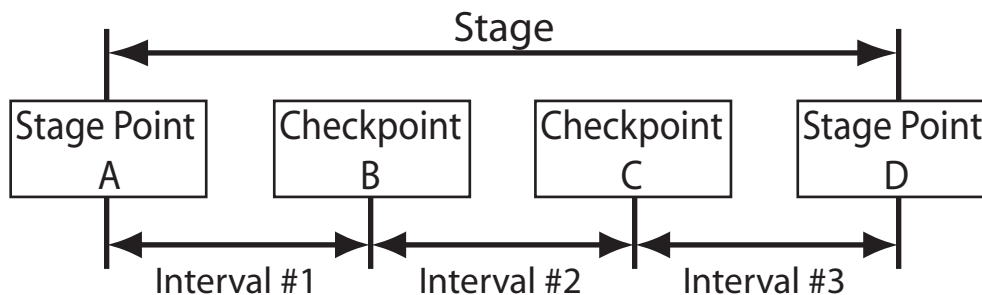 Stage
Stage Point
A
Checkpoint
B
Checkpoint
C
Stage Point
D
Interval #1
Interval #2
Interval #3